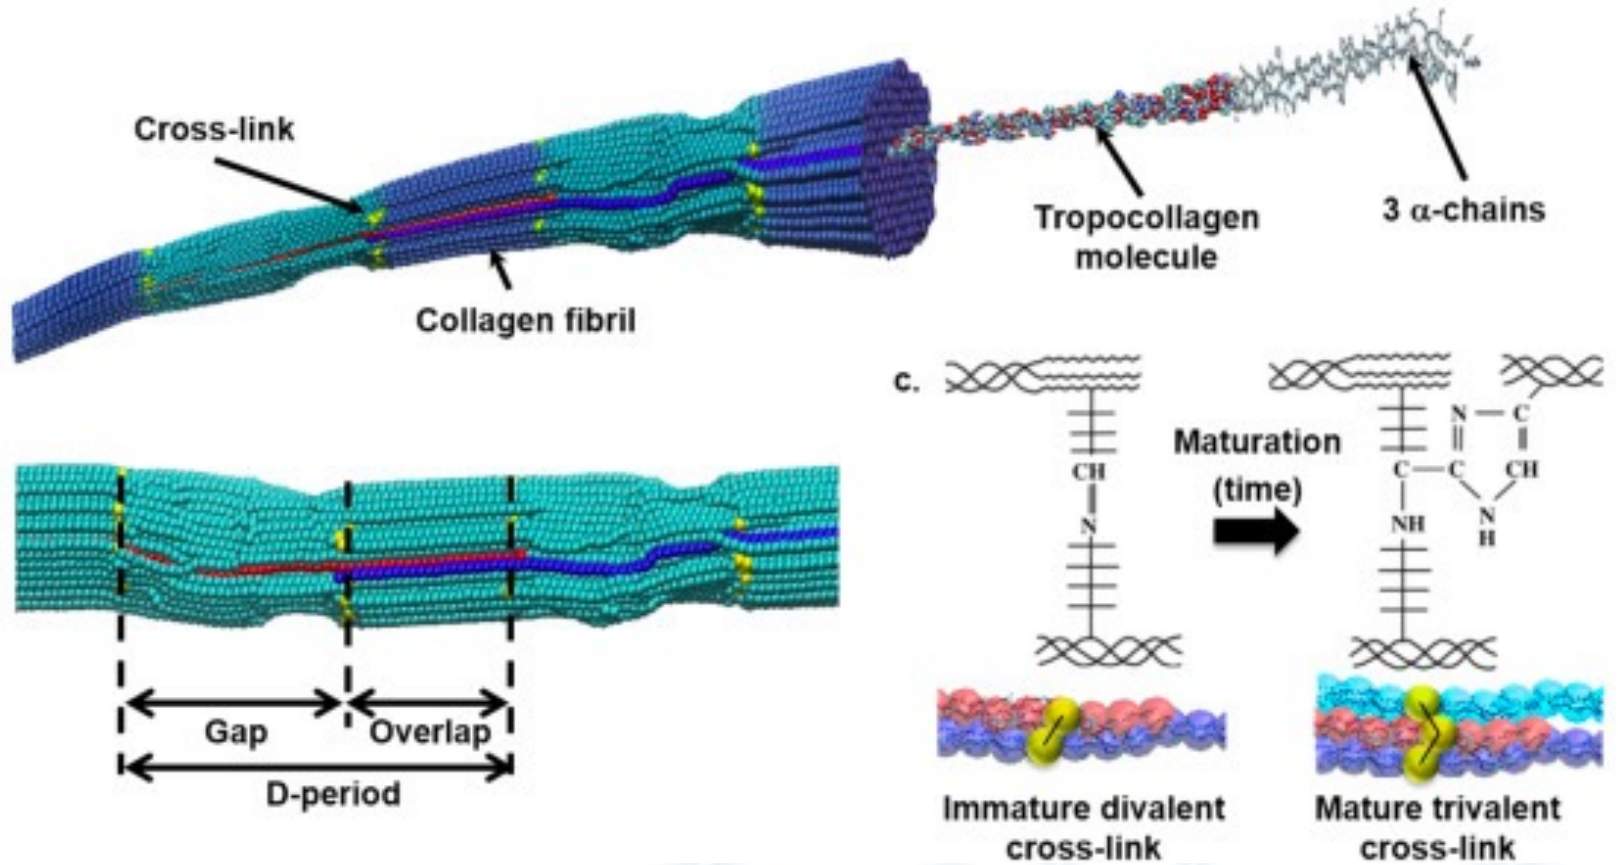 Cross-link
Collagen fibril
Tropocollagen
molecule
3 α-chains
Gap
Overlap
D-period
c.
CH
N
Maturation
(time)
N
C
C
C
CH
NH
N
H
Immature divalent
cross-link
Mature trivalent
cross-link